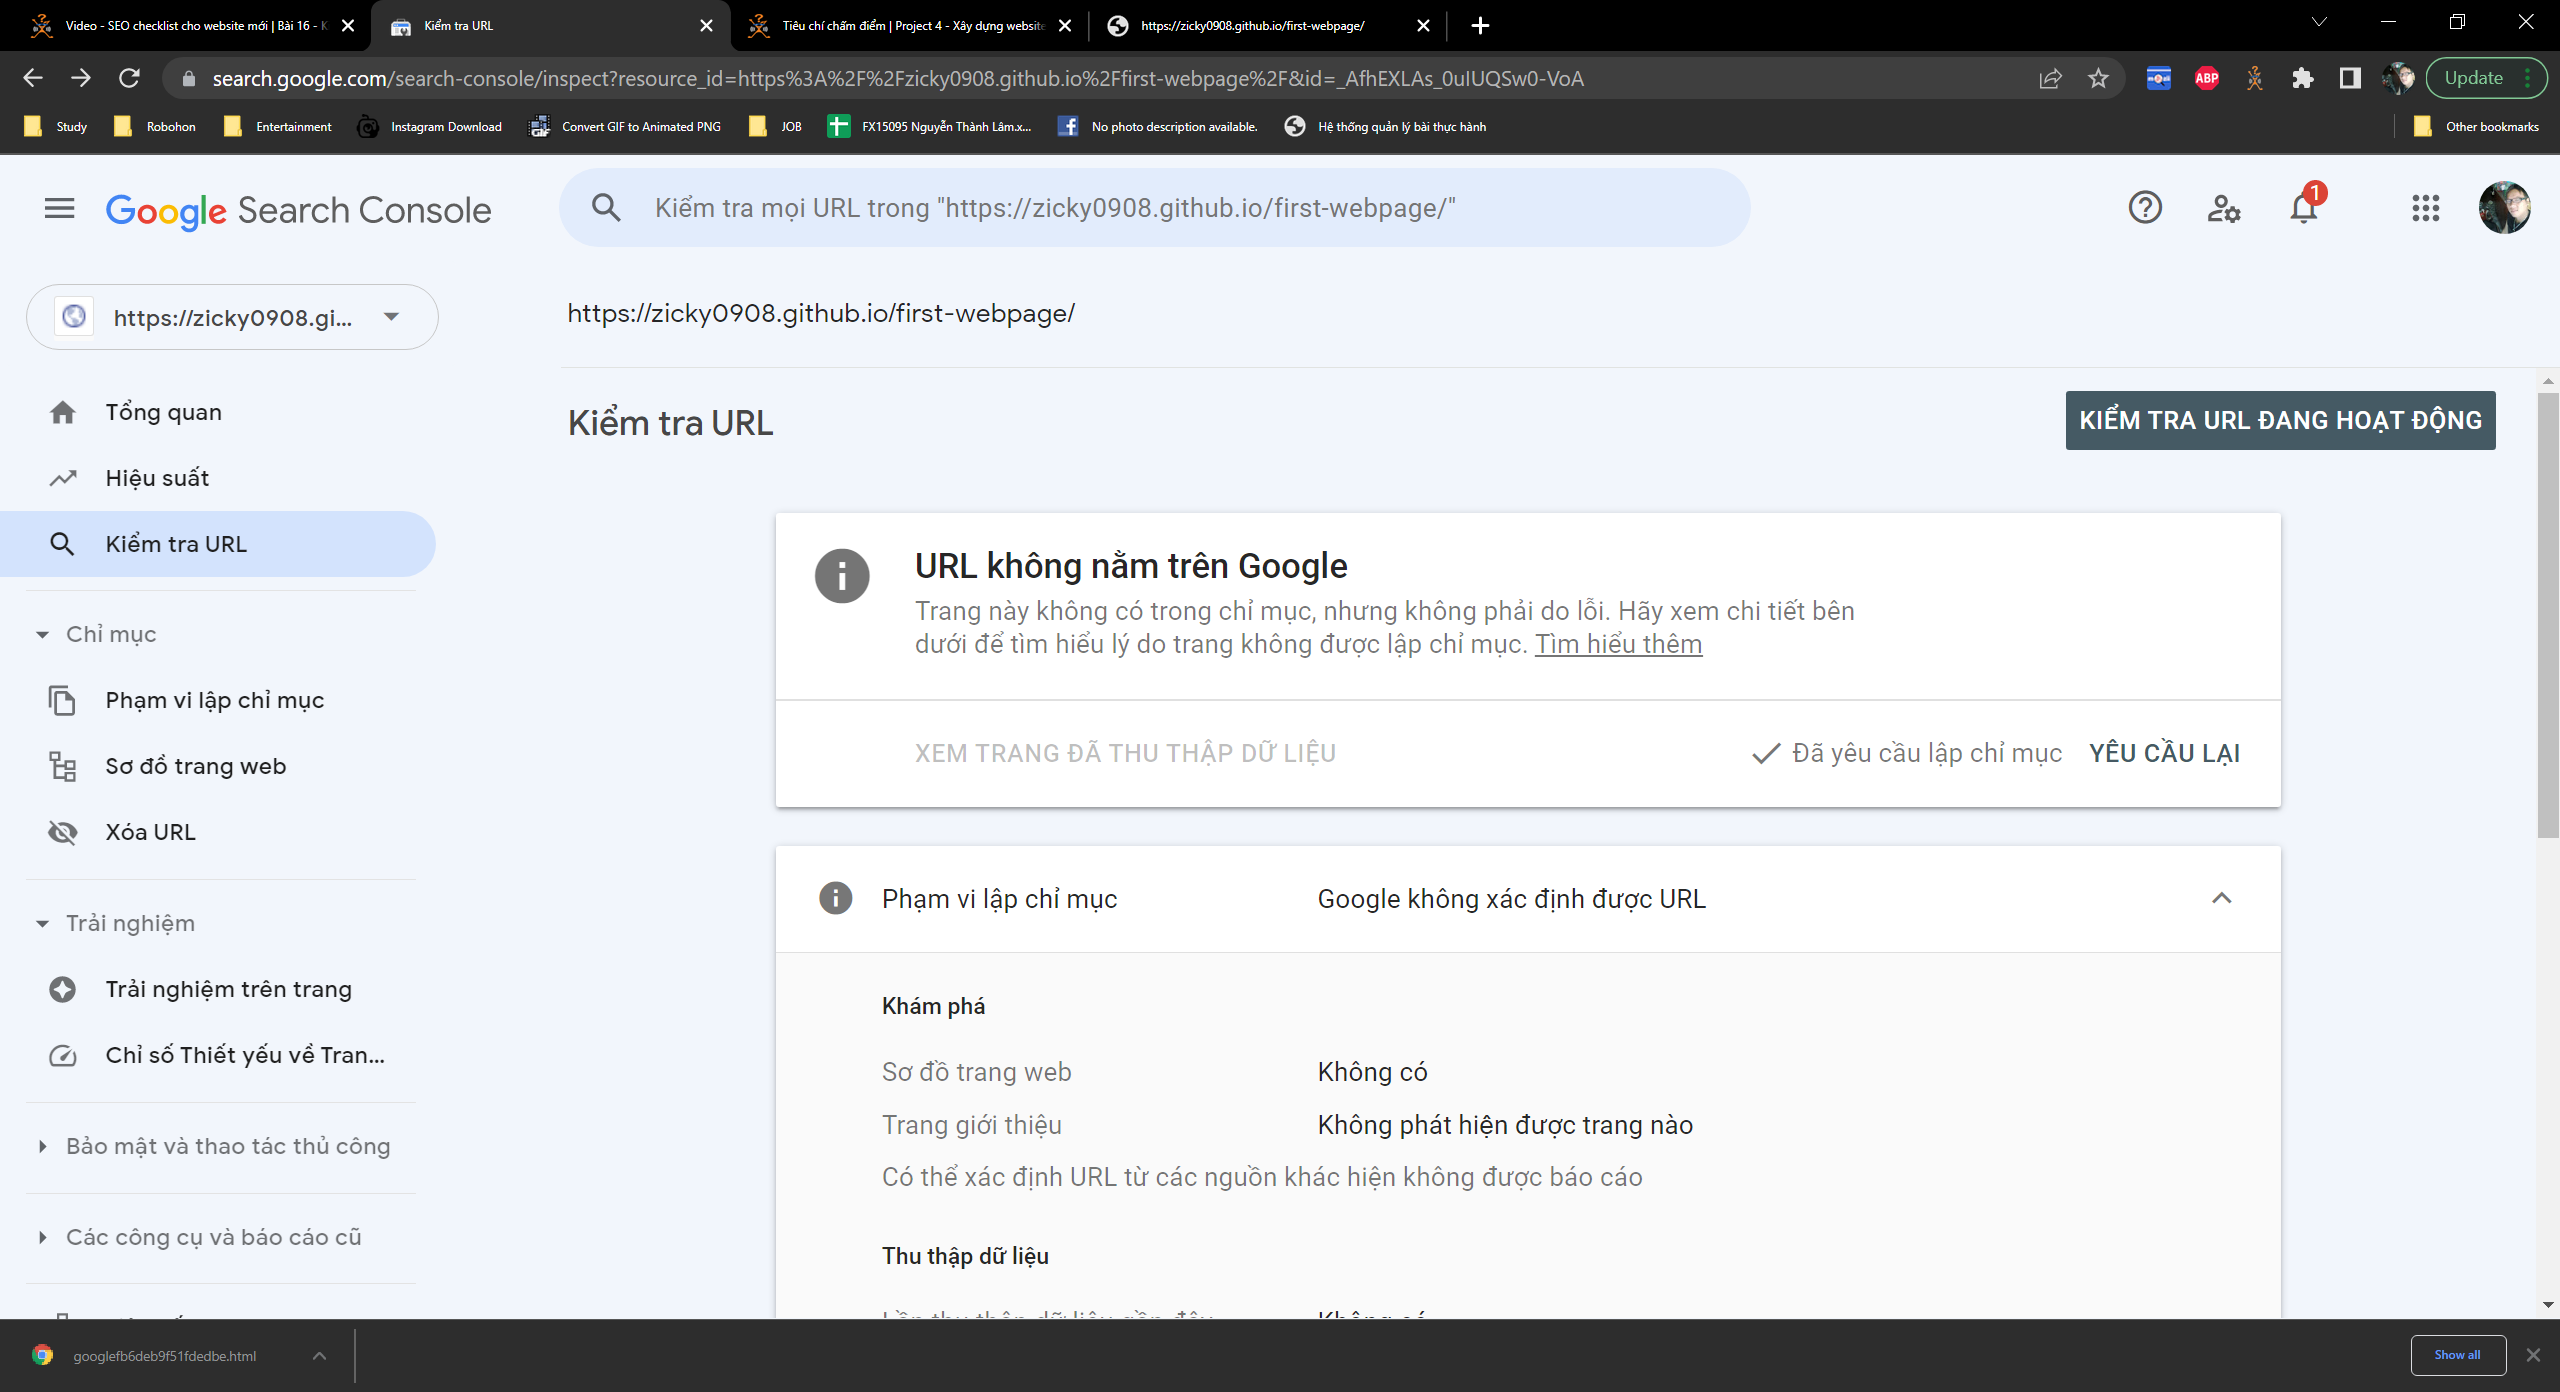 Video - SEO checklist cho website mới | Bài 16 - K
Kiểm tra URL
Tiêu chí chấm điểm | Project 4 - Xây dựng website
https://zicky0908.github.io/first-webpage/
search.google.com/search-console/inspect?resource_id=https%3A%2F%2Fzicky0908.github.io%2Ffirst-webpage%2F&id=_AfhEXLAs_0uIUQSw0-VoA
ABP
Update
Study
Robohon
Entertainment
Instagram Download
Convert GIF to Animated PNG
JOB
FX15095 Nguyễn Thành Lâm.x...
No photo description available.
Hệ thống quản lý bài thực hành
Other bookmarks
Google Search Console
Kiểm tra mọi URL trong "https://zicky0908.github.io/first-webpage/"
1
https://zicky0908.gi...
https://zicky0908.github.io/first-webpage/
Tổng quan
Hiệu suất
Kiểm tra URL
Chỉ mục
Phạm vi lập chỉ mục
Sơ đồ trang web
Xóa URL
Trải nghiệm
Trải nghiệm trên trang
Chỉ số Thiết yếu về Tran...
Bảo mật và thao tác thủ công
Các công cụ và báo cáo cũ
Kiểm tra URL
KIỂM TRA URL ĐANG HOẠT ĐỘNG
URL không nằm trên Google
Trang này không có trong chỉ mục, nhưng không phải do lỗi. Hãy xem chi tiết bên
dưới để tìm hiểu lý do trang không được lập chỉ mục. Tìm hiểu thêm
XEM TRANG ĐÃ THU THẬP DỮ LIỆU
Đã yêu cầu lập chỉ mục
YÊU CẦU LẠI
Phạm vi lập chỉ mục
Google không xác định được URL
Khám phá
Sơ đồ trang web
Không có
Trang giới thiệu
Không phát hiện được trang nào
Có thể xác định URL từ các nguồn khác hiện không được báo cáo
Thu thập dữ liệu
googlefb6deb9f51fdedbe.html
Show all